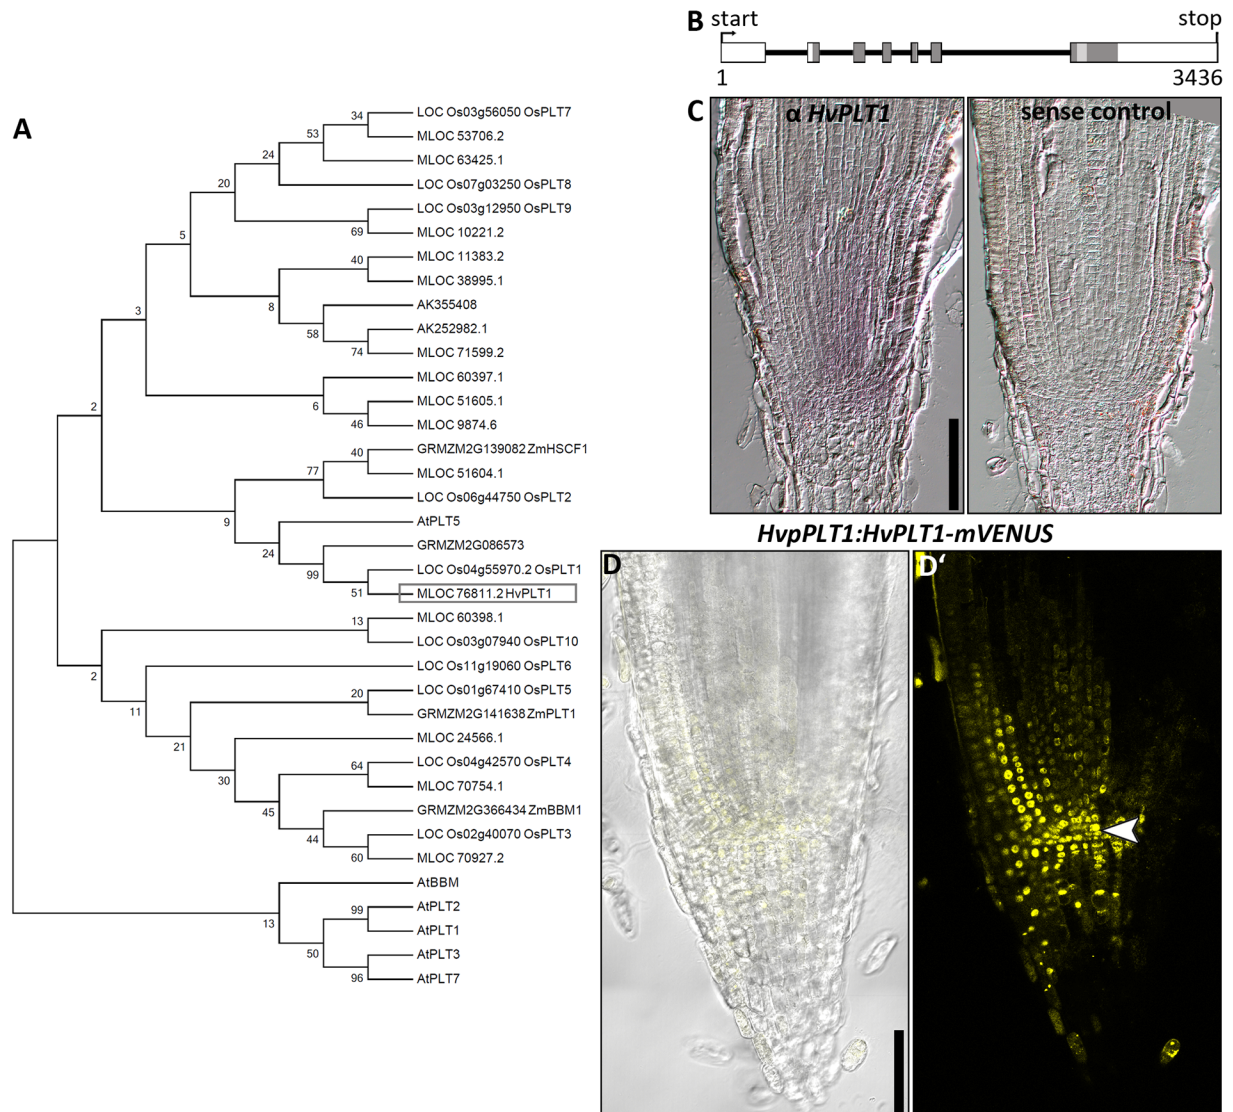 A
34
LOC Os03g56050 OsPLT7
53
MLOC 53706.2
24
MLOC 63425.1
20
LOC Os07g03250 OsPLT8
5
LOC Os03g12950 OsPLT9
69
MLOC 10221.2
40
MLOC 11383.2
3
8
MLOC 38995.1
AK355408
58
AK252982.1
74
MLOC 71599.2
MLOC 60397.1
2
6
MLOC 51605.1
46
MLOC 9874.6
40
GRMZM2G139082 ZmHSCF1
77
MLOC 51604.1
LOC Os06g44750 OsPLT2
9
AtPLT5
24
GRMZM2G086573
99
LOC Os04g55970.2 OsPLT1
51
MLOC 76811.2 HvPLT1
13
MLOC 60398.1
LOC Os03g07940 OsPLT10
2
LOC Os11g19060 OsPLT6
11
20
LOC Os01g67410 OsPLT5
GRMZM2G141638 ZmPLT1
21
MLOC 24566.1
30
64
LOC Os04g42570 OsPLT4
MLOC 70754.1
45
GRMZM2G366434 ZmBBM1
44
LOC Os02g40070 OsPLT3
60
MLOC 70927.2
AtBBM
13
99
AtPLT2
AtPLT1
50
AtPLT3
96
AtPLT7
B start stop
1 3436
C α HvPLT1 sense control
HvpPLT1:HvPLT1-mVENUS
D D‘